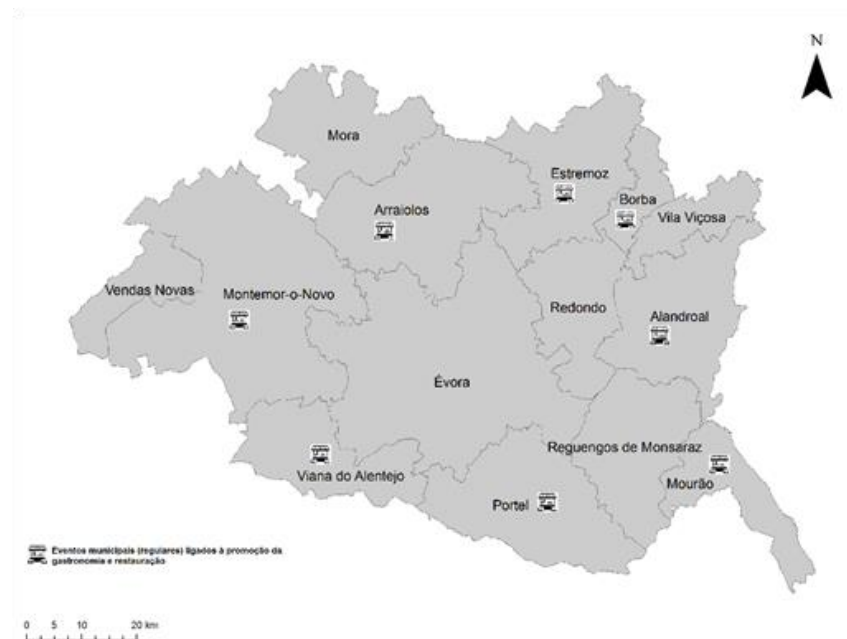 N
Mora
Estremoz
Borba
Arraiolos
Vila Viçosa
Vendas Novas
Montemor-o-Novo
Redondo
Alandroal
Évora
Reguengos de Monsaraz
Viana do Alentejo
Mourão
Portel
Eventos municipais (regulares) ligados à promoção da
gastronomia e restauração
0 5 10 20 km